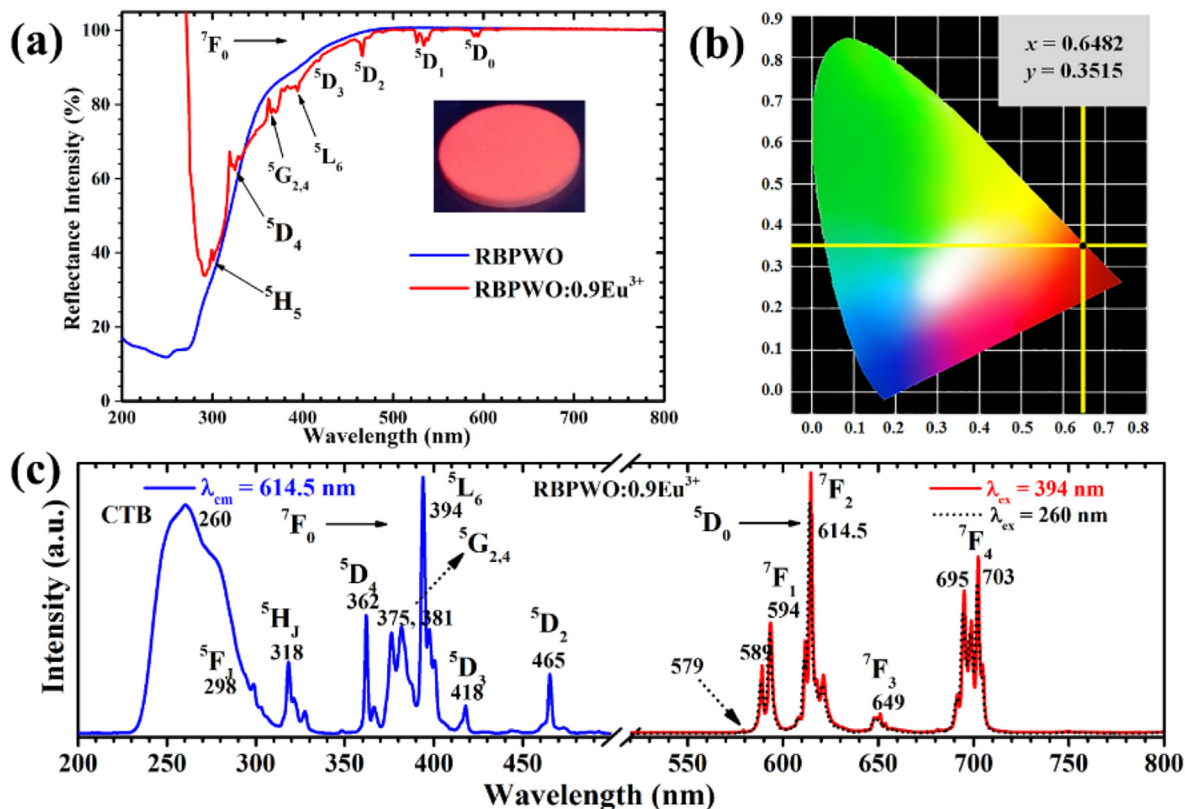 (a)
⁷F₀
⁵D₃
⁵D₂
⁵D₁
⁵D₀
⁵L₆
⁵G₂,₄
⁵D₄
⁵H₅
RBPWO
RBPWO:0.9Eu³⁺
Reflectance Intensity (%)
100
80
60
40
20
0
200 300 400 500 600 700 800
Wavelength (nm)
(b)
x = 0.6482
y = 0.3515
0.9
0.8
0.7
0.6
0.5
0.4
0.3
0.2
0.1
0.0
0.0 0.1 0.2 0.3 0.4 0.5 0.6 0.7 0.8
(c)
λem = 614.5 nm
CTB
260
⁵FJ
298
⁵HJ
318
⁷F₀
⁵D₄
362
375, 381
⁵L₆
394
⁵G₂,₄
⁵D₃
418
⁵D₂
465
RBPWO:0.9Eu³⁺
λex = 394 nm
λex = 260 nm
⁵D₀
579
589
⁷F₁
594
⁷F₂
614.5
⁷F₃
649
695
⁷F₄
703
Intensity (a.u.)
200 250 300 350 400 450 550 600 650 700 750 800
Wavelength (nm)